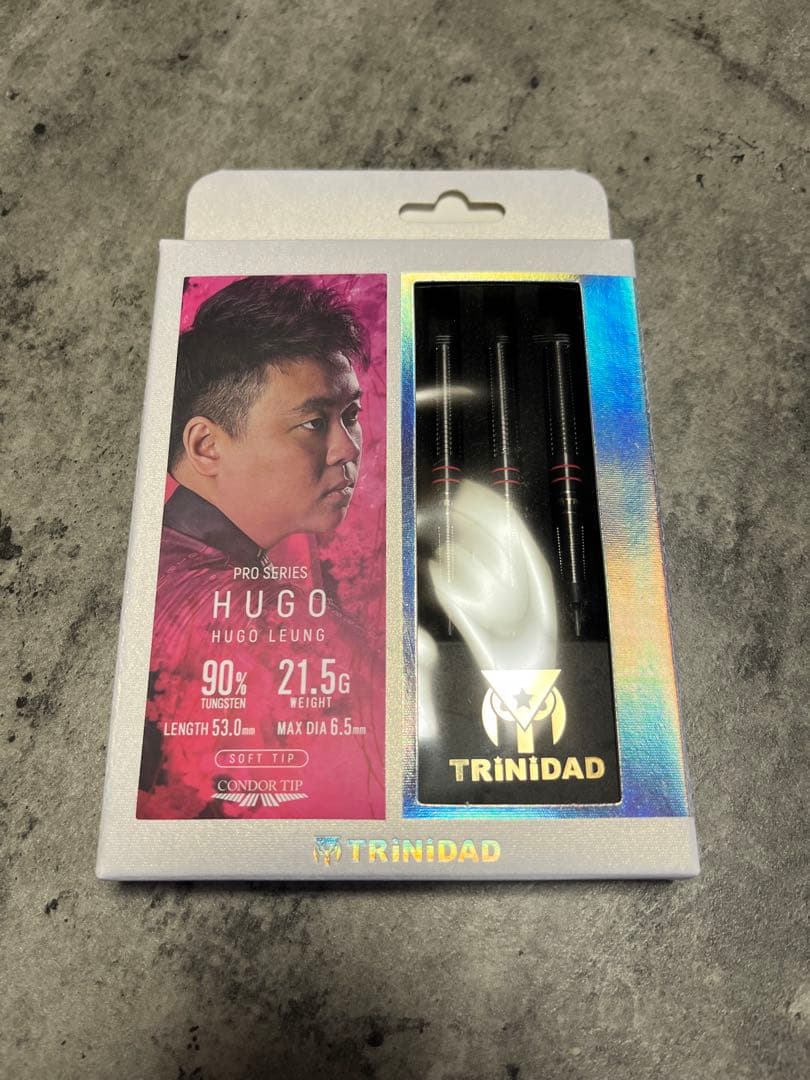 PRO SERIES
HUGO
HUGO LEUNG
90% 21.5G
TUNGSTEN WEIGHT
LENGTH 53.0mm MAX DIA 6.5mm
SOFT TIP
CONDOR TIP
TRiNiDAD
TRiNiDAD